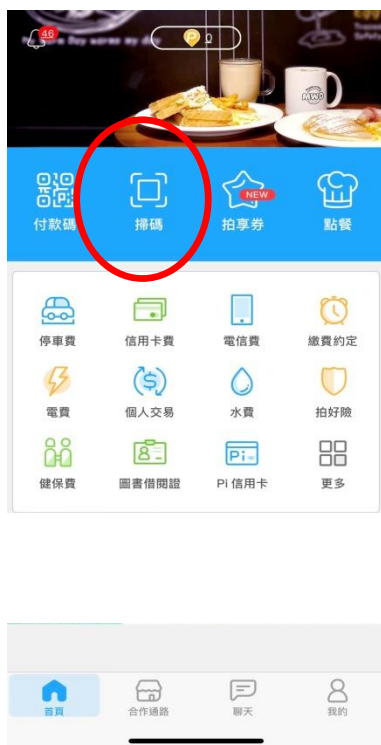 46
P 0
MWD
付款碼 掃碼 拍享券 點餐
NEW
停車費 信用卡費 電信費 繳費約定
電費 個人交易 水費 拍好險
健保費 圖書借閱證 Pi 信用卡 更多
首頁 合作通路 聊天 我的